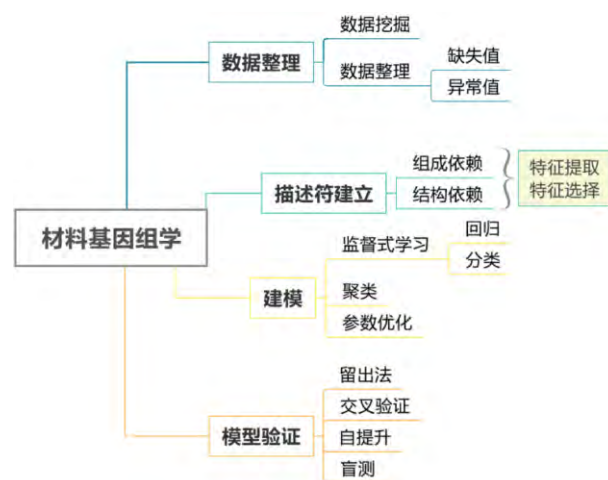 材料基因组学
数据整理
数据挖掘
数据整理
缺失值
异常值
描述符建立
组成依赖
结构依赖
特征提取
特征选择
建模
监督式学习
回归
分类
聚类
参数优化
模型验证
留出法
交叉验证
自提升
盲测